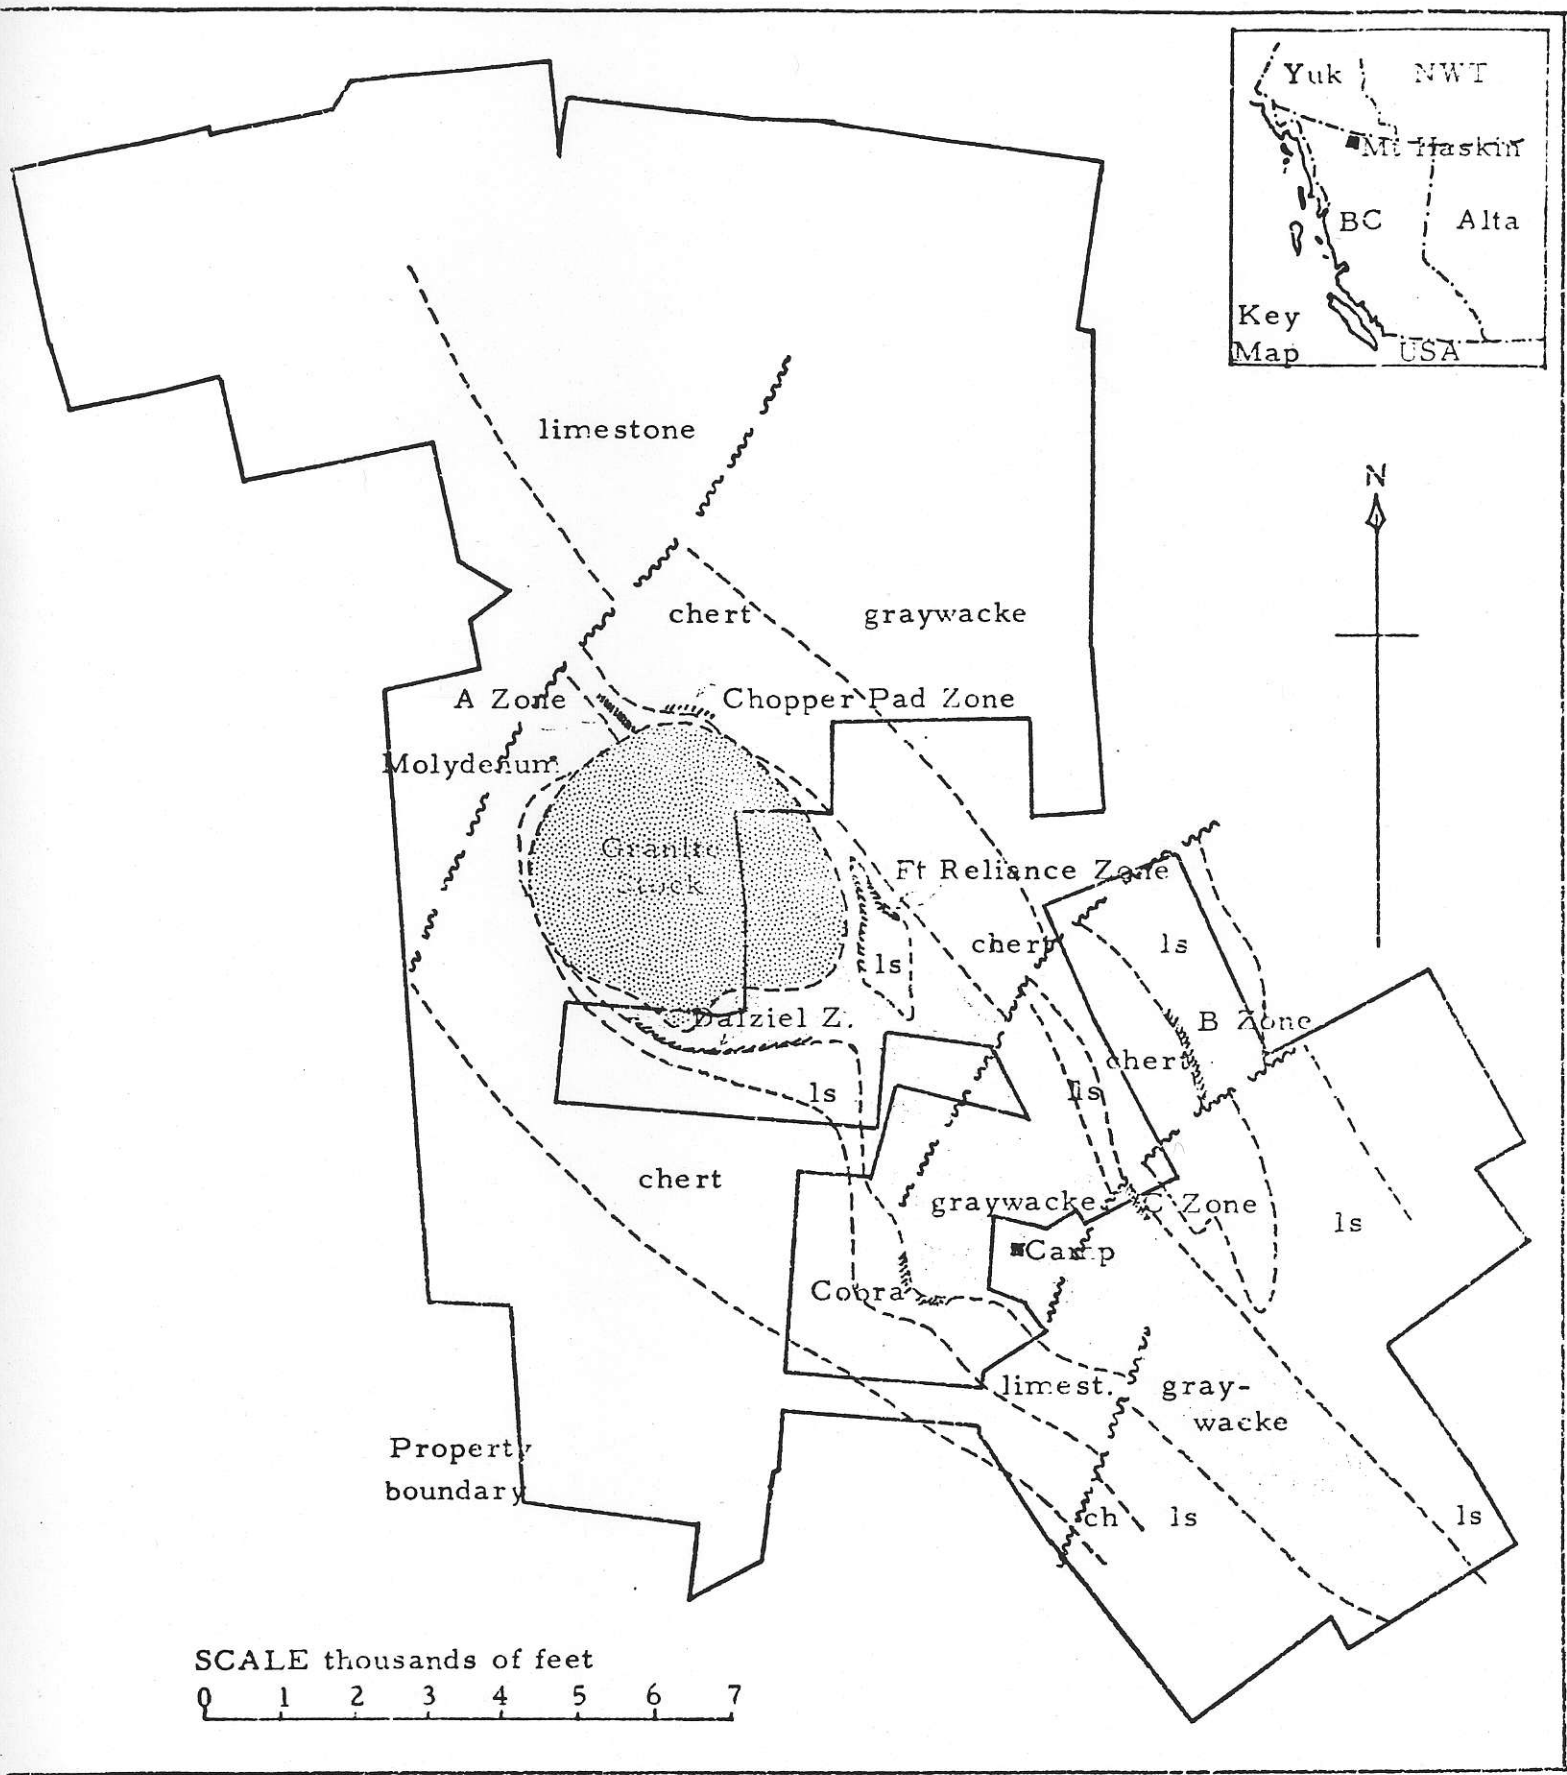 Yuk NWT
Mt Haskin
BC Alta
Key
Map USA
limestone
N
chert graywacke
A Zone Chopper Pad Zone
Molydenum
Granite
Stock
Ft Reliance Zone
chert ls
ls
Dalziel Z. B Zone
chert
ls ls
chert
graywacke C Zone
ls
Camp
Cobra
limest. gray-
wacke
Property
boundary
ch ls ls
SCALE thousands of feet
0 1 2 3 4 5 6 7